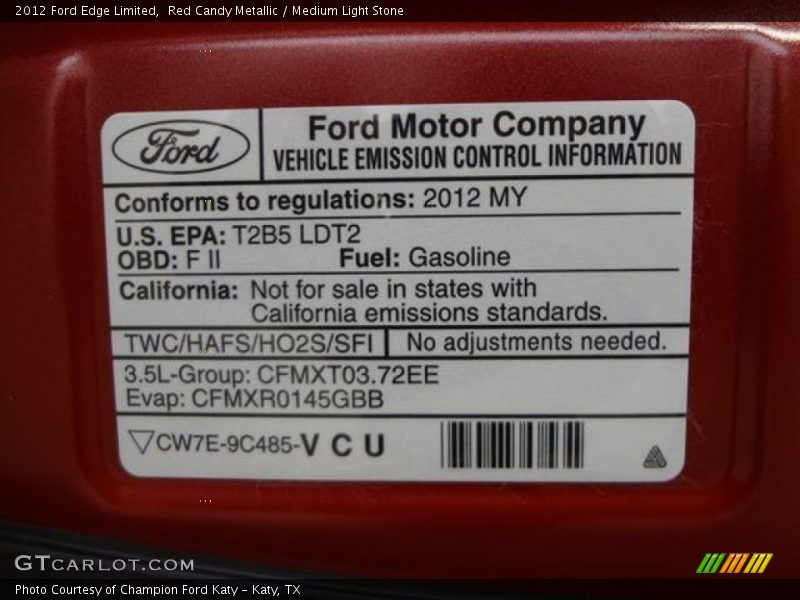 2012 Ford Edge Limited,  Red Candy Metallic / Medium Light Stone
Ford
Ford Motor Company
VEHICLE EMISSION CONTROL INFORMATION
Conforms to regulations: 2012 MY
U.S. EPA: T2B5 LDT2
OBD: F II Fuel: Gasoline
California: Not for sale in states with
California emissions standards.
TWC/HAFS/HO2S/SFI No adjustments needed.
3.5L-Group: CFMXT03.72EE
Evap: CFMXR0145GBB
CW7E-9C485-V C U
GTCARLOT.COM
Photo Courtesy of Champion Ford Katy - Katy, TX